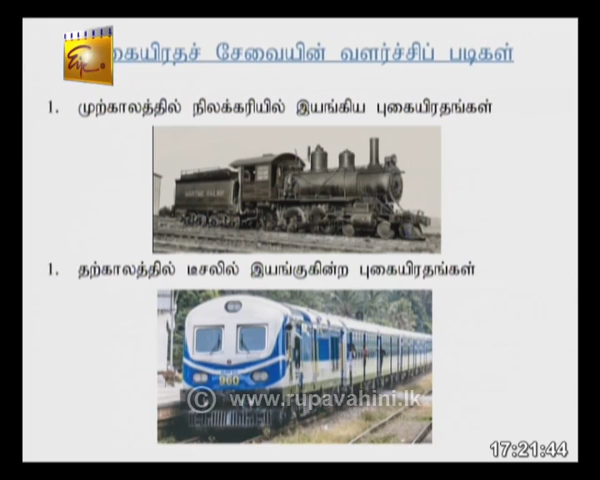 கையிரதச் சேவையின் வளர்ச்சிப் படிகள்
1. முற்காலத்தில் நிலக்கரியில் இயங்கிய புகையிரதங்கள்
1. தற்காலத்தில் டீசலில் இயங்குகின்ற புகையிரதங்கள்
960
© www.rupavahini.lk
17:21:44